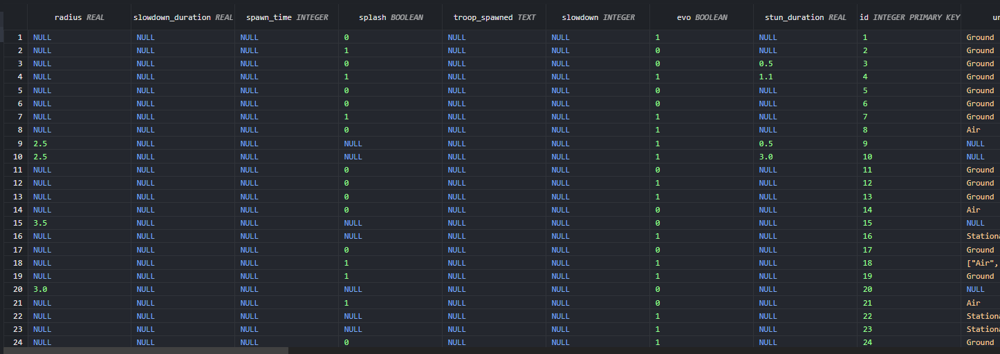 radius REAL slowdown_duration REAL spawn_time INTEGER splash BOOLEAN troop_spawned TEXT slowdown INTEGER evo BOOLEAN stun_duration REAL id INTEGER PRIMARY KEY
1 NULL NULL NULL 0 NULL NULL 1 NULL 1 Ground
2 NULL NULL NULL 1 NULL NULL 0 NULL 2 Ground
3 NULL NULL NULL 0 NULL NULL 0 0.5 3 Ground
4 NULL NULL NULL 1 NULL NULL 1 1.1 4 Ground
5 NULL NULL NULL 0 NULL NULL 0 NULL 5 Ground
6 NULL NULL NULL 0 NULL NULL 0 NULL 6 Ground
7 NULL NULL NULL 1 NULL NULL 1 NULL 7 Ground
8 NULL NULL NULL 0 NULL NULL 1 NULL 8 Air
9 2.5 NULL NULL NULL NULL NULL 1 0.5 9 NULL
10 2.5 NULL NULL NULL NULL NULL 1 3.0 10 NULL
11 NULL NULL NULL 0 NULL NULL 0 NULL 11 Ground
12 NULL NULL NULL 0 NULL NULL 1 NULL 12 Ground
13 NULL NULL NULL 0 NULL NULL 1 NULL 13 Ground
14 NULL NULL NULL 0 NULL NULL 0 NULL 14 Air
15 3.5 NULL NULL NULL NULL NULL 0 NULL 15 NULL
16 NULL NULL NULL NULL NULL NULL 1 NULL 16 Stationa
17 NULL NULL NULL 0 NULL NULL 0 NULL 17 Ground
18 NULL NULL NULL 1 NULL NULL 1 NULL 18 ["Air",
19 NULL NULL NULL 1 NULL NULL 1 NULL 19 Ground
20 3.0 NULL NULL NULL NULL NULL 0 NULL 20 NULL
21 NULL NULL NULL 1 NULL NULL 0 NULL 21 Air
22 NULL NULL NULL NULL NULL NULL 1 NULL 22 Stationa
23 NULL NULL NULL NULL NULL NULL 1 NULL 23 Stationa
24 NULL NULL NULL 0 NULL NULL 1 NULL 24 Ground